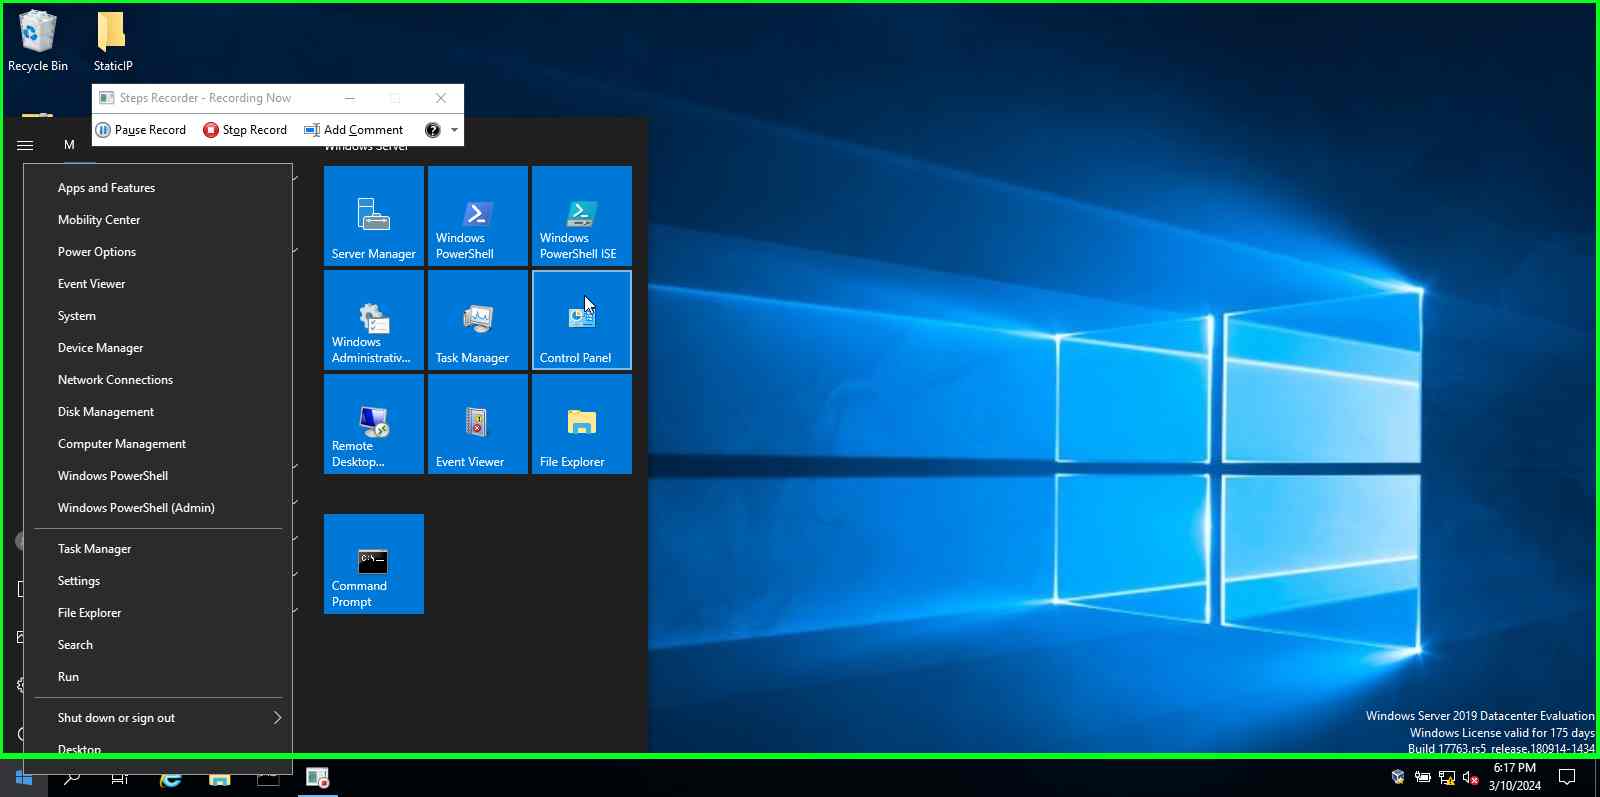 Recycle Bin
StaticIP
Steps Recorder - Recording Now
Pause Record
Stop Record
Add Comment
M
Windows Server
Apps and Features
Mobility Center
Power Options
Event Viewer
System
Device Manager
Network Connections
Disk Management
Computer Management
Windows PowerShell
Windows PowerShell (Admin)
Task Manager
Settings
File Explorer
Search
Run
Shut down or sign out
Desktop
Server Manager
Windows
PowerShell
Windows
PowerShell ISE
Windows
Administrativ...
Task Manager
Control Panel
Remote
Desktop...
Event Viewer
File Explorer
Command
Prompt
Windows Server 2019 Datacenter Evaluation
Windows License valid for 175 days
Build 17763.rs5_release.180914-1434
6:17 PM
3/10/2024